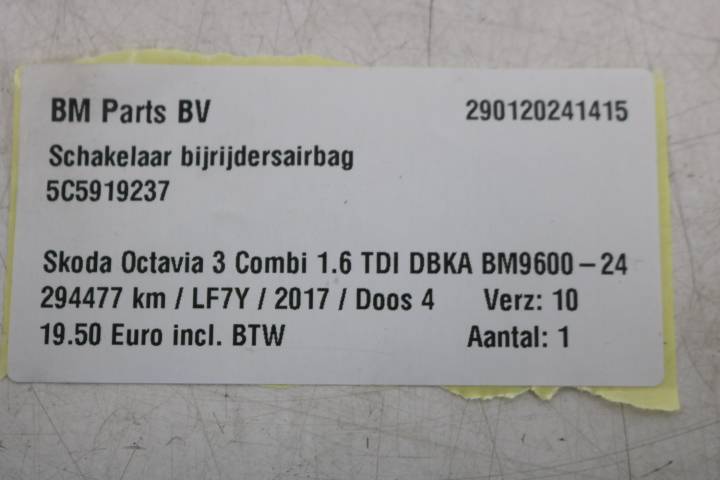 BM Parts BV 290120241415
Schakelaar bijrijdersairbag
5C5919237
Skoda Octavia 3 Combi 1.6 TDI DBKA BM9600-24
294477 km / LF7Y / 2017 / Doos 4 Verz: 10
19.50 Euro incl. BTW Aantal: 1